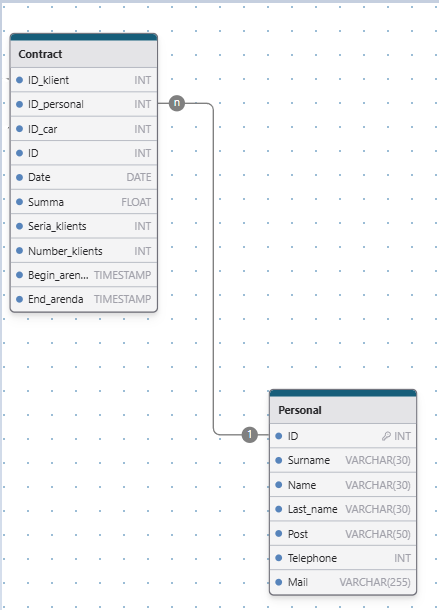 Contract
ID_klient INT
ID_personal INT
n
ID_car INT
ID INT
Date DATE
Summa FLOAT
Seria_klients INT
Number_klients INT
Begin_aren... TIMESTAMP
End_arenda TIMESTAMP
Personal
1
ID INT
Surname VARCHAR(30)
Name VARCHAR(30)
Last_name VARCHAR(30)
Post VARCHAR(50)
Telephone INT
Mail VARCHAR(255)